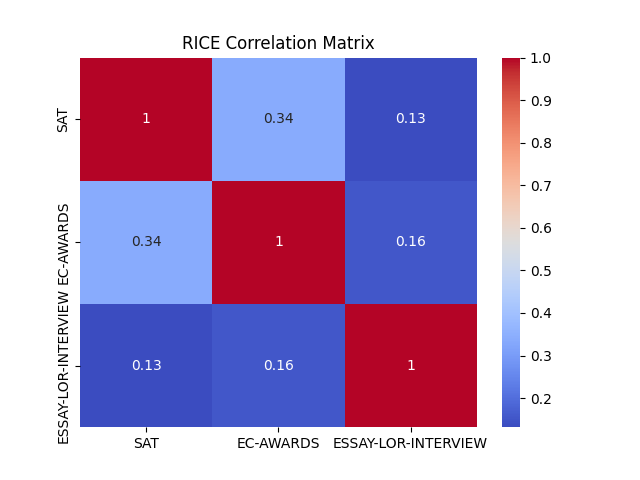 RICE Correlation Matrix
SAT
EC-AWARDS
ESSAY-LOR-INTERVIEW
1 0.34 0.13
0.34 1 0.16
0.13 0.16 1
SAT EC-AWARDS ESSAY-LOR-INTERVIEW
1.0
0.9
0.8
0.7
0.6
0.5
0.4
0.3
0.2